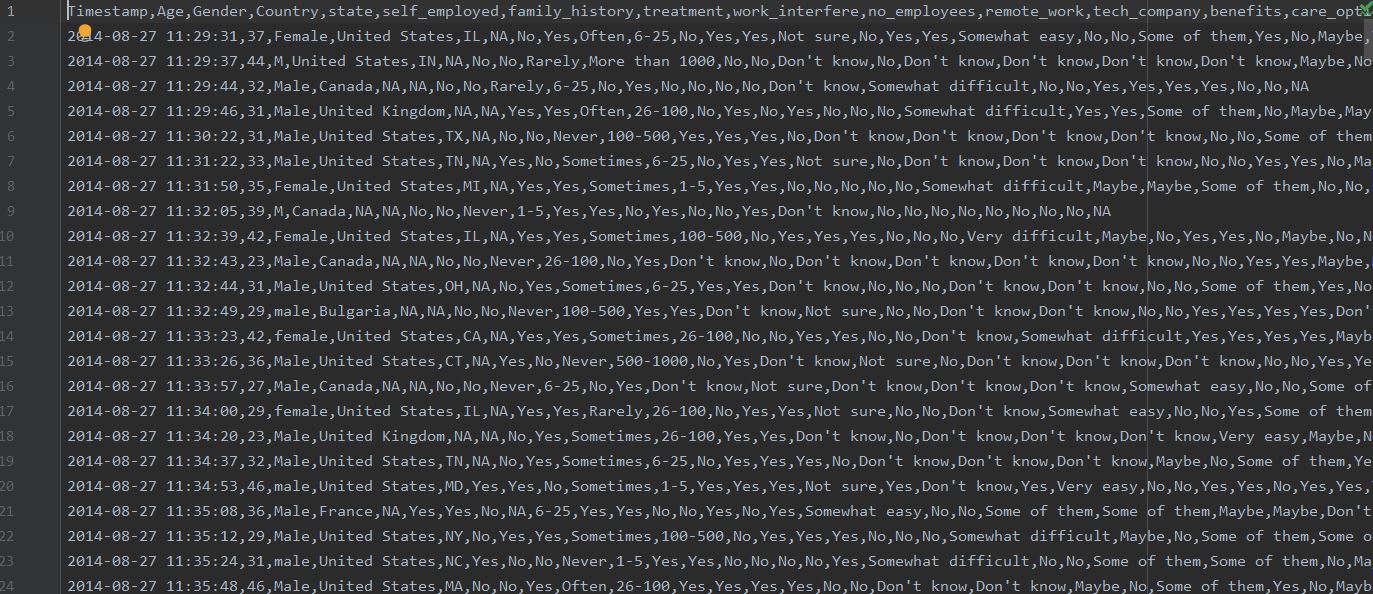 1 Timestamp,Age,Gender,Country,state,self_employed,family_history,treatment,work_interfere,no_employees,remote_work,tech_company,benefits,care_opti
2 2014-08-27 11:29:31,37,Female,United States,IL,NA,No,Yes,Often,6-25,No,Yes,Yes,Not sure,No,Yes,Yes,Somewhat easy,No,No,Some of them,Yes,No,Maybe,
3 2014-08-27 11:29:37,44,M,United States,IN,NA,No,No,Rarely,More than 1000,No,No,Don't know,No,Don't know,Don't know,Don't know,Don't know,Maybe,No
4 2014-08-27 11:29:44,32,Male,Canada,NA,NA,No,No,Rarely,6-25,No,Yes,No,No,No,No,Don't know,Somewhat difficult,No,No,Yes,Yes,Yes,Yes,No,No,NA
5 2014-08-27 11:29:46,31,Male,United Kingdom,NA,NA,Yes,Yes,Often,26-100,No,Yes,No,Yes,No,No,No,Somewhat difficult,Yes,Yes,Some of them,No,Maybe,May
6 2014-08-27 11:30:22,31,Male,United States,TX,NA,No,No,Never,100-500,Yes,Yes,Yes,No,Don't know,Don't know,Don't know,Don't know,No,No,Some of them
7 2014-08-27 11:31:22,33,Male,United States,TN,NA,Yes,No,Sometimes,6-25,No,Yes,Yes,Not sure,No,Don't know,Don't know,Don't know,No,No,Yes,Yes,No,Ma
8 2014-08-27 11:31:50,35,Female,United States,MI,NA,Yes,Yes,Sometimes,1-5,Yes,Yes,No,No,No,No,No,Somewhat difficult,Maybe,Maybe,Some of them,No,No,
9 2014-08-27 11:32:05,39,M,Canada,NA,NA,No,No,Never,1-5,Yes,Yes,No,Yes,No,No,Yes,Don't know,No,No,No,No,No,No,No,No,NA
10 2014-08-27 11:32:39,42,Female,United States,IL,NA,Yes,Yes,Sometimes,100-500,No,Yes,Yes,Yes,No,No,No,Very difficult,Maybe,No,Yes,Yes,No,Maybe,No,N
11 2014-08-27 11:32:43,23,Male,Canada,NA,NA,No,No,Never,26-100,No,Yes,Don't know,No,Don't know,Don't know,Don't know,Don't know,No,No,Yes,Yes,Maybe,
12 2014-08-27 11:32:44,31,Male,United States,OH,NA,No,Yes,Sometimes,6-25,Yes,Yes,Don't know,No,No,No,Don't know,Don't know,No,No,Some of them,Yes,No
13 2014-08-27 11:32:49,29,male,Bulgaria,NA,NA,No,No,Never,100-500,Yes,Yes,Don't know,Not sure,No,No,Don't know,Don't know,No,No,Yes,Yes,Yes,Yes,Don'
14 2014-08-27 11:33:23,42,female,United States,CA,NA,Yes,Yes,Sometimes,26-100,No,No,Yes,Yes,No,No,Don't know,Somewhat difficult,Yes,Yes,Yes,Yes,Mayb
15 2014-08-27 11:33:26,36,Male,United States,CT,NA,Yes,No,Never,500-1000,No,Yes,Don't know,Not sure,No,Don't know,Don't know,Don't know,No,No,Yes,Ye
16 2014-08-27 11:33:57,27,Male,Canada,NA,NA,No,No,Never,6-25,No,Yes,Don't know,Not sure,Don't know,Don't know,Don't know,Somewhat easy,No,No,Some of
17 2014-08-27 11:34:00,29,female,United States,IL,NA,Yes,Yes,Rarely,26-100,No,Yes,Yes,Not sure,No,No,Don't know,Somewhat easy,No,No,Yes,Some of them
18 2014-08-27 11:34:20,23,Male,United Kingdom,NA,NA,No,Yes,Sometimes,26-100,Yes,Yes,Don't know,No,Don't know,Don't know,Don't know,Very easy,Maybe,N
19 2014-08-27 11:34:37,32,Male,United States,TN,NA,No,Yes,Sometimes,6-25,No,Yes,Yes,Yes,No,Don't know,Don't know,Don't know,Maybe,No,Some of them,Ye
20 2014-08-27 11:34:53,46,male,United States,MD,Yes,Yes,No,Sometimes,1-5,Yes,Yes,Yes,Not sure,Yes,Don't know,Yes,Very easy,No,No,Yes,Yes,No,Yes,Yes,
21 2014-08-27 11:35:08,36,Male,France,NA,Yes,Yes,No,NA,6-25,Yes,Yes,No,No,Yes,No,Yes,Somewhat easy,No,No,Some of them,Some of them,Maybe,Maybe,Don't
22 2014-08-27 11:35:12,29,Male,United States,NY,No,Yes,Yes,Sometimes,100-500,No,Yes,Yes,Yes,No,No,No,Somewhat difficult,Maybe,No,Some of them,Some o
23 2014-08-27 11:35:24,31,male,United States,NC,Yes,No,No,Never,1-5,Yes,Yes,No,No,No,No,Yes,Somewhat difficult,No,No,Some of them,Some of them,No,Ma
24 2014-08-27 11:35:48,46,Male,United States,MA,No,No,Yes,Often,26-100,Yes,Yes,Yes,Yes,No,No,Don't know,Don't know,Maybe,No,Some of them,Yes,No,Mayb